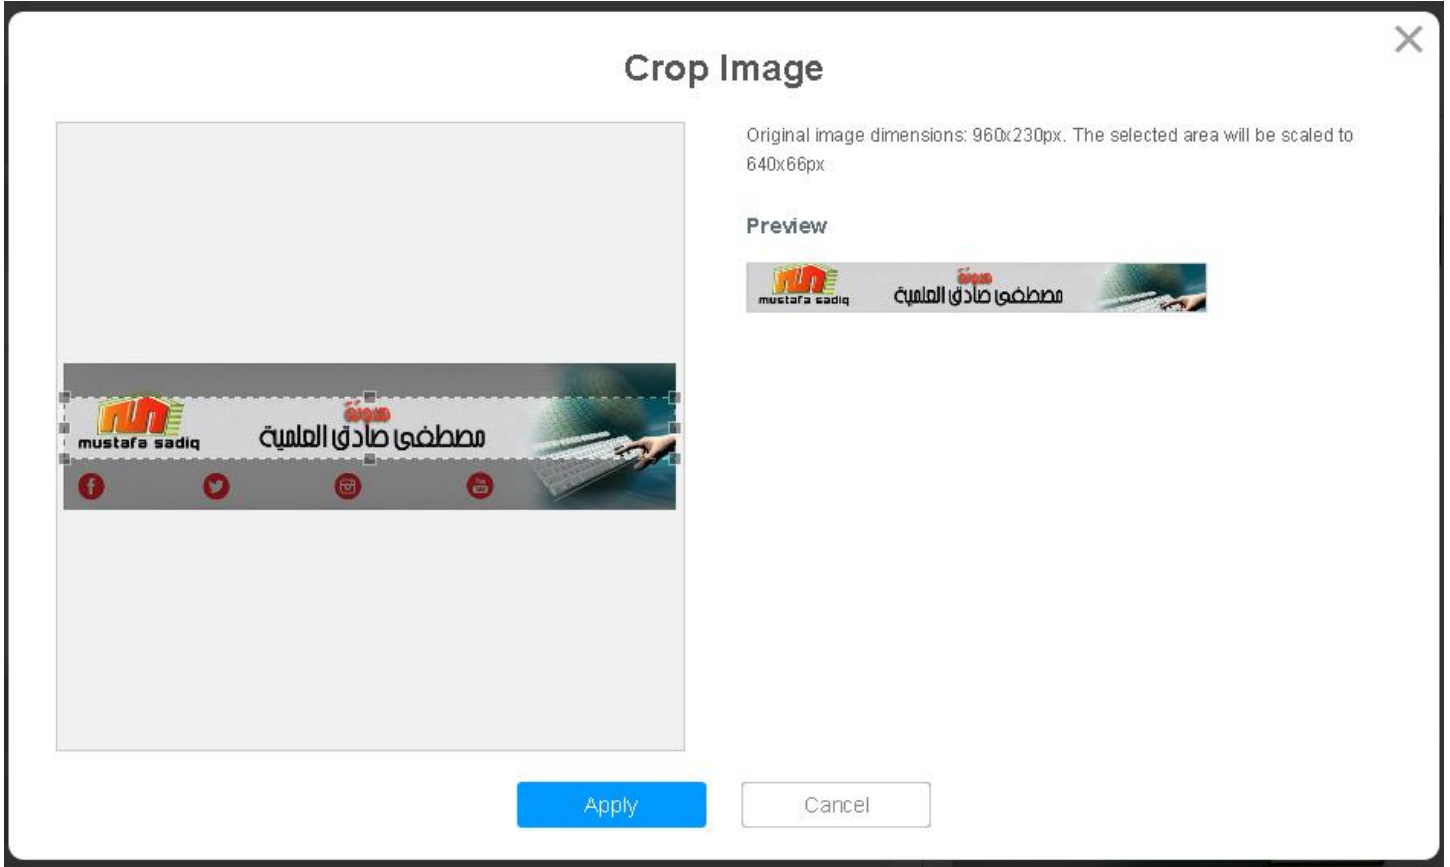 Crop Image
Original image dimensions: 960x230px. The selected area will be scaled to
640x66px
Preview
mustafa sadiq
مدونة
مصطفى صادق العلمية
mustafa sadiq
مدونة
مصطفى صادق العلمية
Apply
Cancel